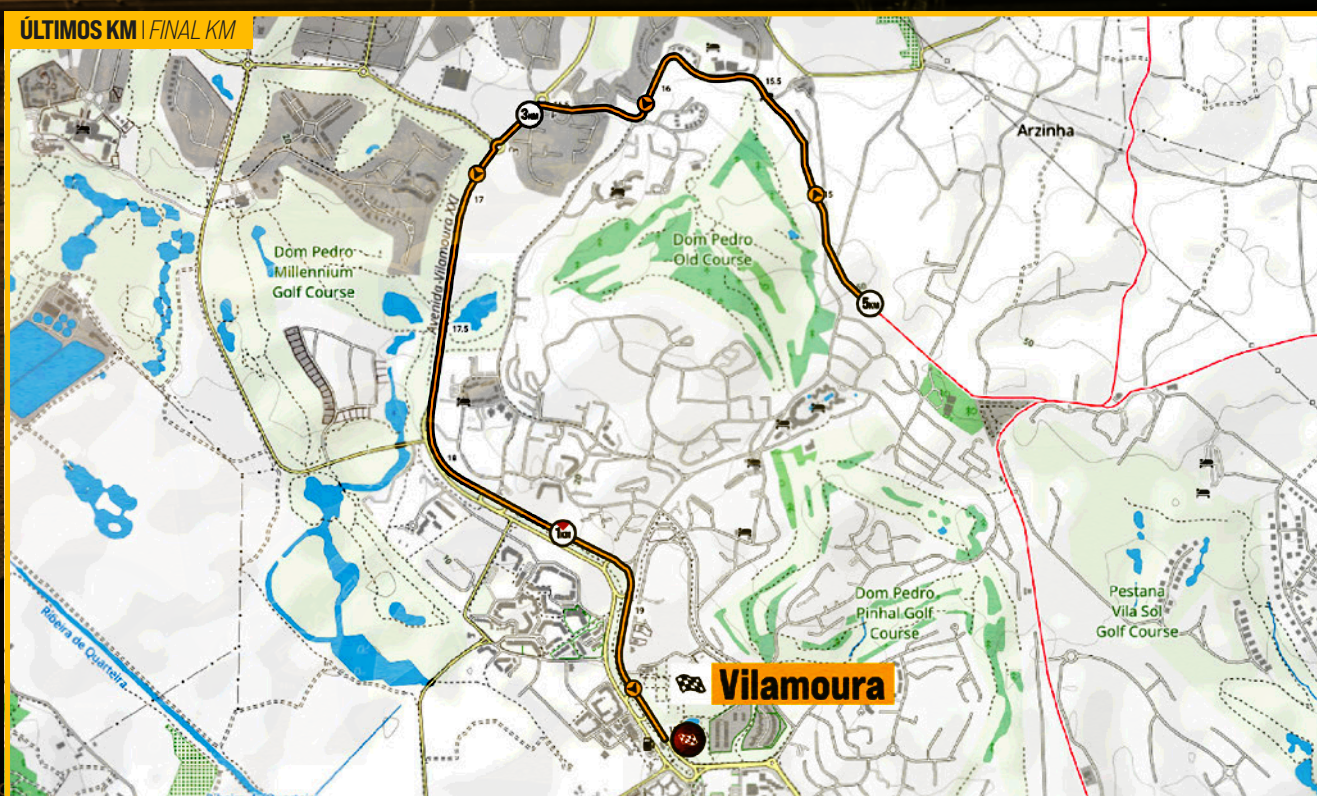 ÚLTIMOS KM | FINAL KM
16
15.5
3KM
Arzinha
17
15
Avenida Vilamoura XXI
Dom Pedro
Old Course
Dom Pedro
Millennium
Golf Course
5KM
17.5
50
18
1KM
Ribeira de Quarteira
19
Dom Pedro
Pinhal Golf
Course
Pestana
Vila Sol
Golf Course
Vilamoura